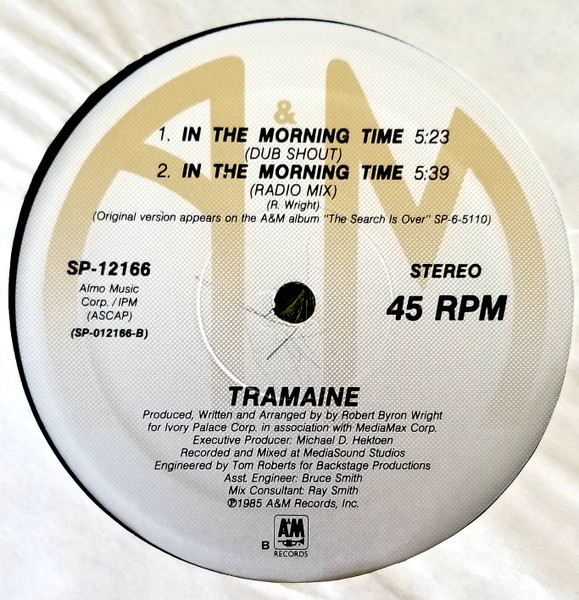 A&M
1. IN THE MORNING TIME 5:23
(DUB SHOUT)
2. IN THE MORNING TIME 5:39
(RADIO MIX)
(R. Wright)
(Original version appears on the A&M album "The Search Is Over" SP-6-5110)
SP-12166
Almo Music
Corp. / IPM
(ASCAP)
(SP-012166-B)
STEREO
45 RPM
TRAMAINE
Produced, Written and Arranged by by Robert Byron Wright
for Ivory Palace Corp. in association with MediaMax Corp.
Executive Producer: Michael D. Hektoen
Recorded and Mixed at MediaSound Studios
Engineered by Tom Roberts for Backstage Productions
Asst. Engineer: Bruce Smith
Mix Consultant: Ray Smith
℗1985 A&M Records, Inc.
B
A&M
RECORDS